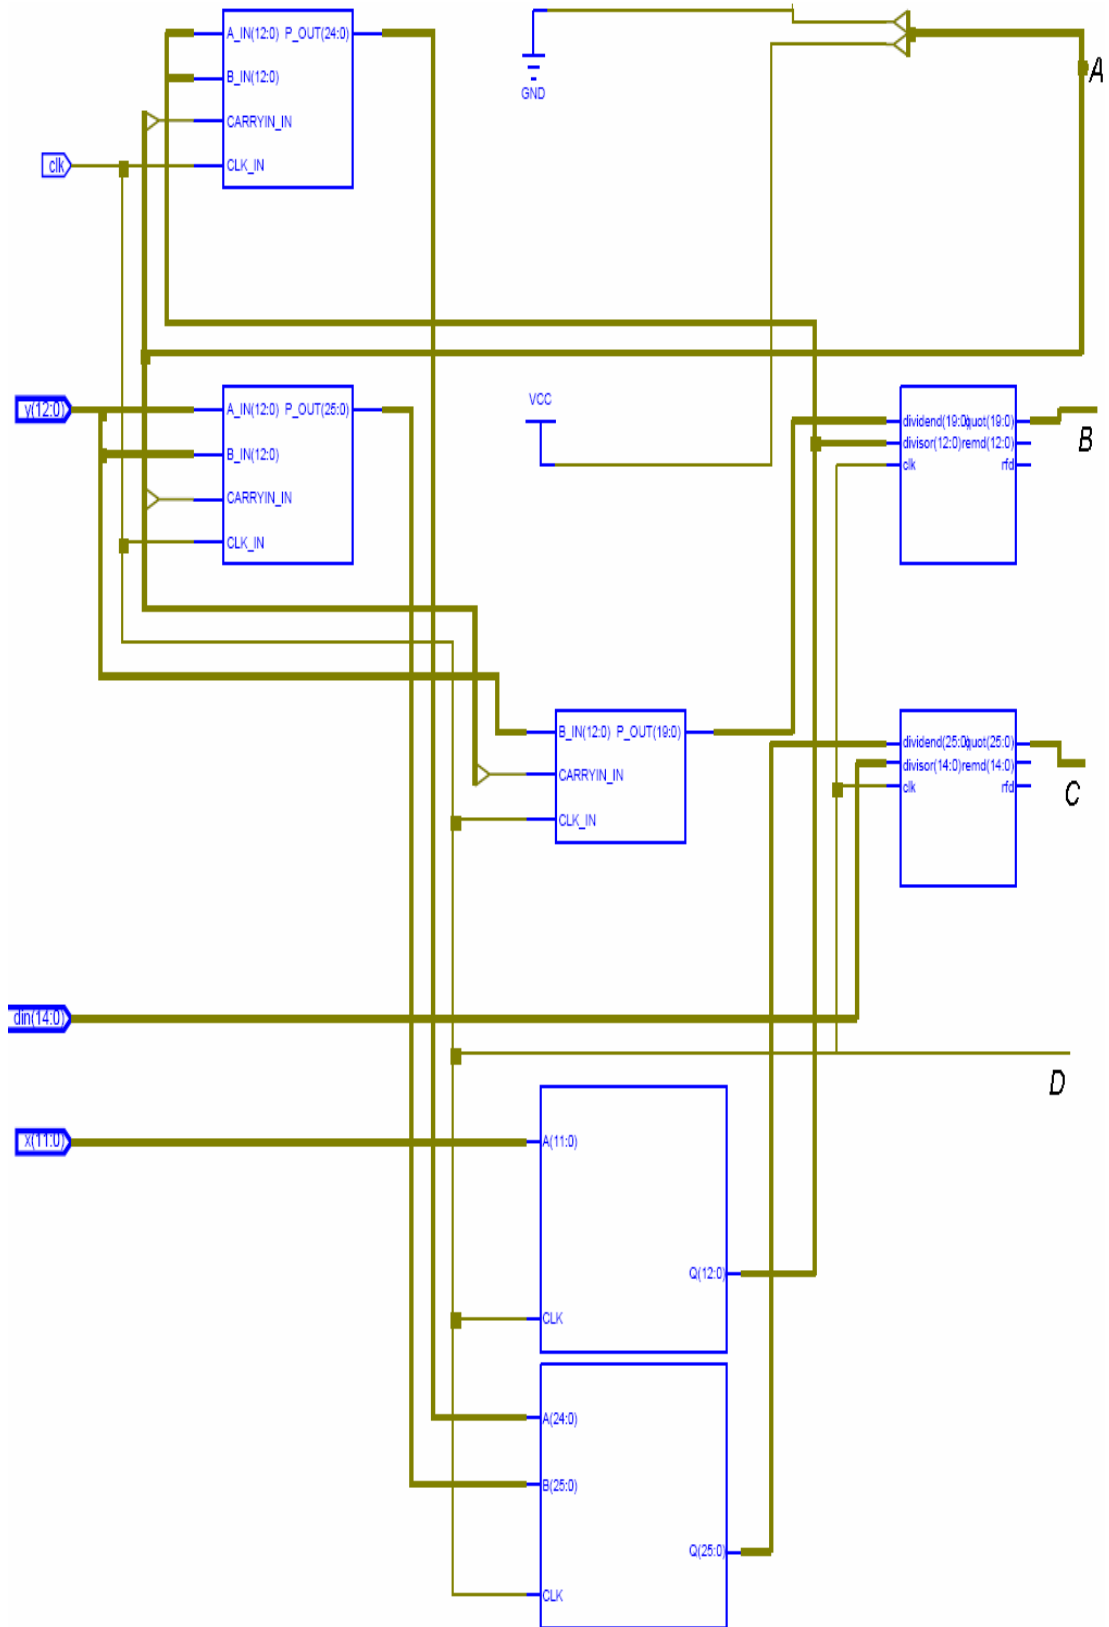 A_IN(12:0) P_OUT(24:0)
B_IN(12:0)
CARRYIN_IN
CLK_IN
clk
GND
A
y(12:0)
A_IN(12:0) P_OUT(25:0)
B_IN(12:0)
CARRYIN_IN
CLK_IN
VCC
dividend(19:0)quot(19:0)
divisor(12:0)remd(12:0)
clk rfd
B
B_IN(12:0) P_OUT(19:0)
CARRYIN_IN
CLK_IN
dividend(25:0)quot(25:0)
divisor(14:0)remd(14:0)
clk rfd
C
din(14:0)
D
x(11:0)
A(11:0)
Q(12:0)
CLK
A(24:0)
B(25:0)
Q(25:0)
CLK